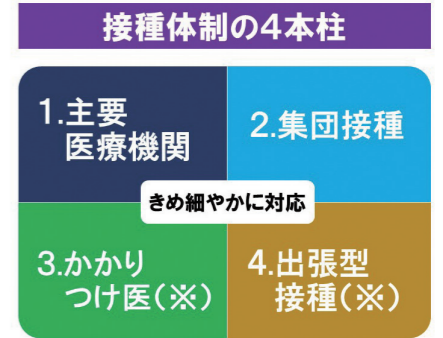 接種体制の4本柱
1.主要
医療機関
2.集団接種
きめ細やかに対応
3.かかり
つけ医(※)
4.出張型
接種(※)